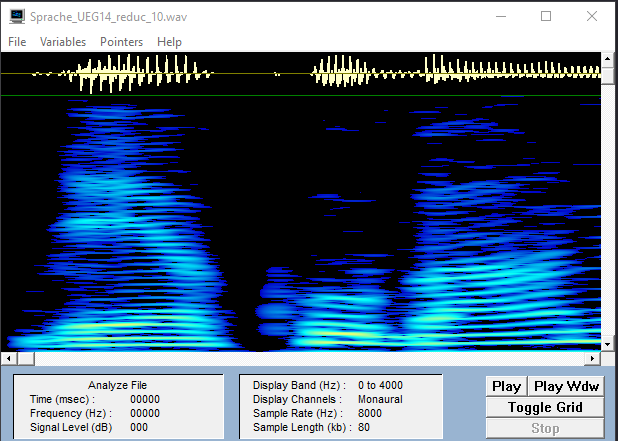 Sprache_UEG14_reduc_10.wav
File Variables Pointers Help
Analyze File
Time (msec) : 00000
Frequency (Hz) : 00000
Signal Level (dB) 000
Display Band (Hz) : 0 to 4000
Display Channels : Monaural
Sample Rate (Hz) : 8000
Sample Length (kb) : 80
Play Play Wdw
Toggle Grid
Stop